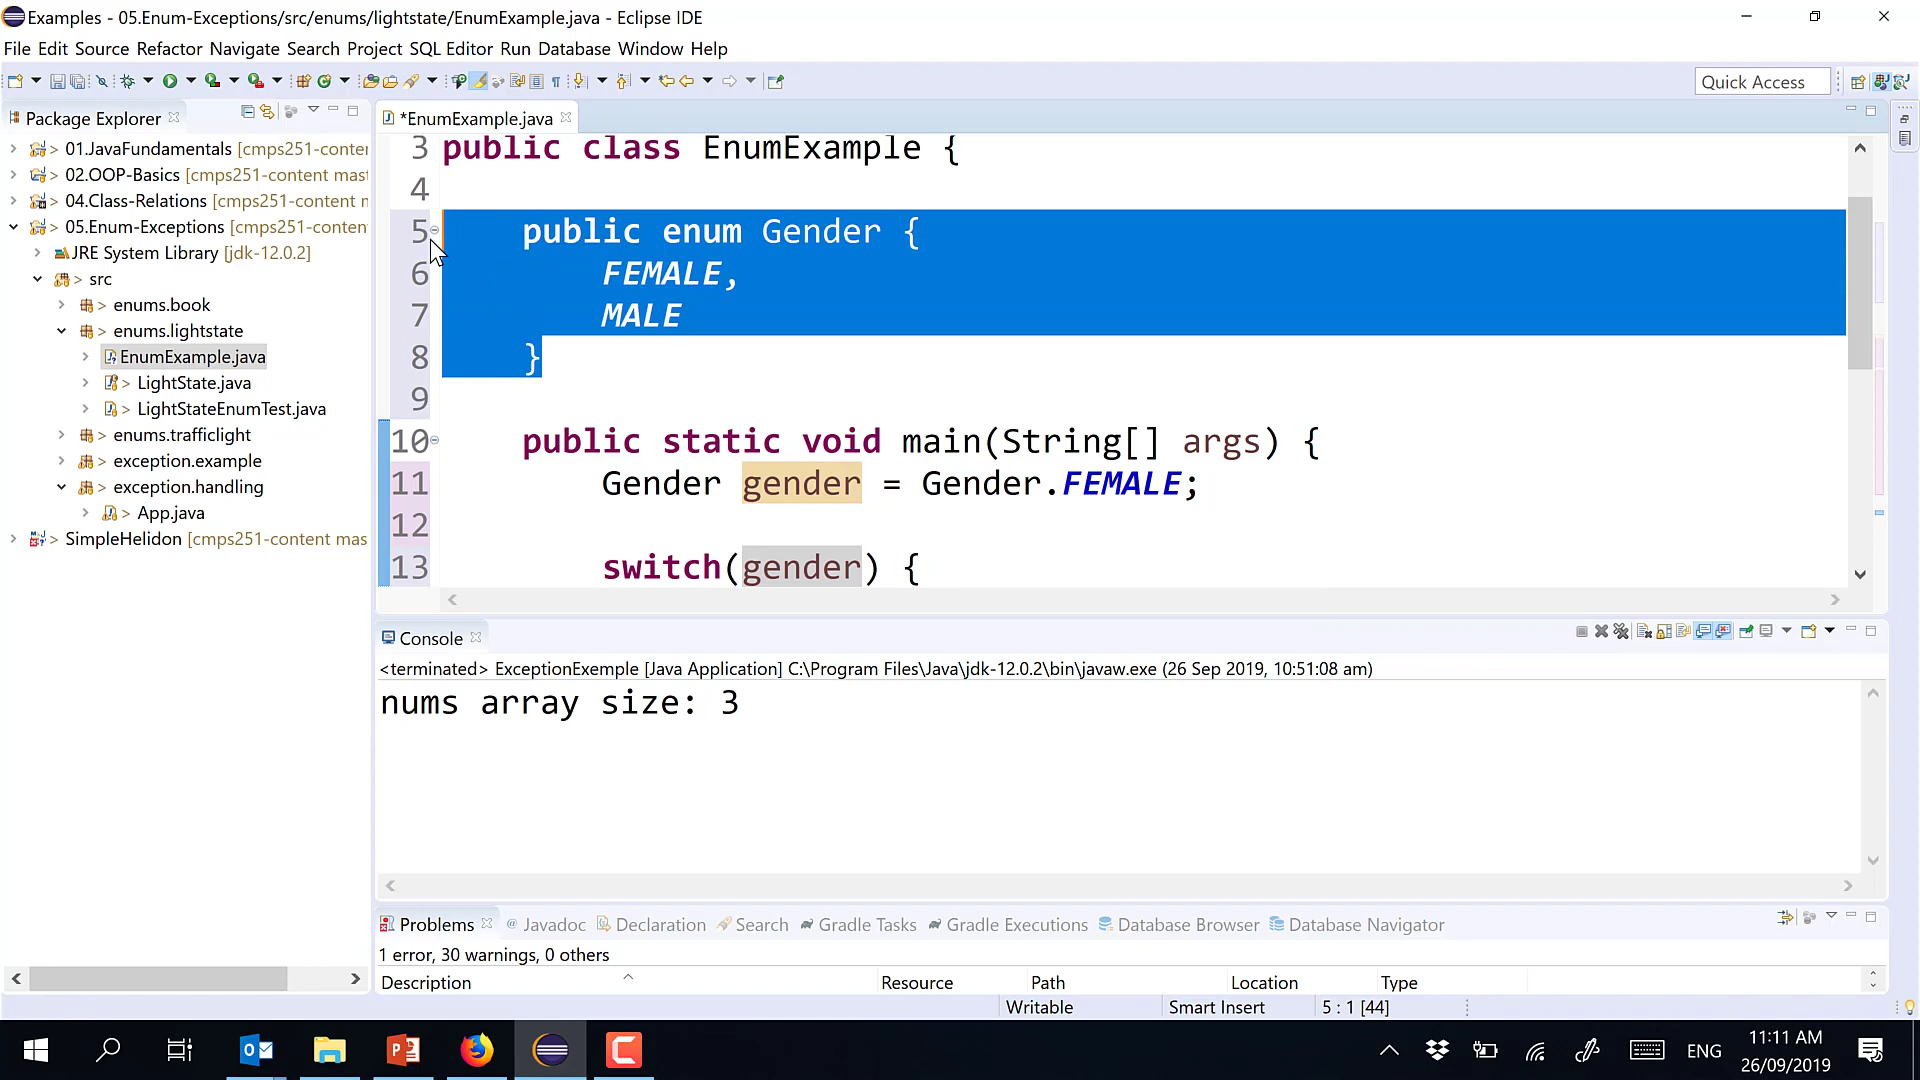 Examples - 05.Enum-Exceptions/src/enums/lightstate/EnumExample.java - Eclipse IDE
File Edit Source Refactor Navigate Search Project SQL Editor Run Database Window Help
Quick Access
Package Explorer
*EnumExample.java
01.JavaFundamentals [cmps251-conter
02.OOP-Basics [cmps251-content mast
04.Class-Relations [cmps251-content n
05.Enum-Exceptions [cmps251-conten
JRE System Library [jdk-12.0.2]
src
enums.book
enums.lightstate
EnumExample.java
LightState.java
LightStateEnumTest.java
enums.trafficlight
exception.example
exception.handling
App.java
SimpleHelidon [cmps251-content mas
3 public class EnumExample {
4
5 public enum Gender {
6 FEMALE,
7 MALE
8 }
9
10 public static void main(String[] args) {
11 Gender gender = Gender.FEMALE;
12
13 switch(gender) {
Console
<terminated> ExceptionExemple [Java Application] C:\Program Files\Java\jdk-12.0.2\bin\javaw.exe (26 Sep 2019, 10:51:08 am)
nums array size: 3
Problems Javadoc Declaration Search Gradle Tasks Gradle Executions Database Browser Database Navigator
1 error, 30 warnings, 0 others
Description Resource Path Location Type
Writable Smart Insert 5 : 1 [44]
ENG
11:11 AM
26/09/2019